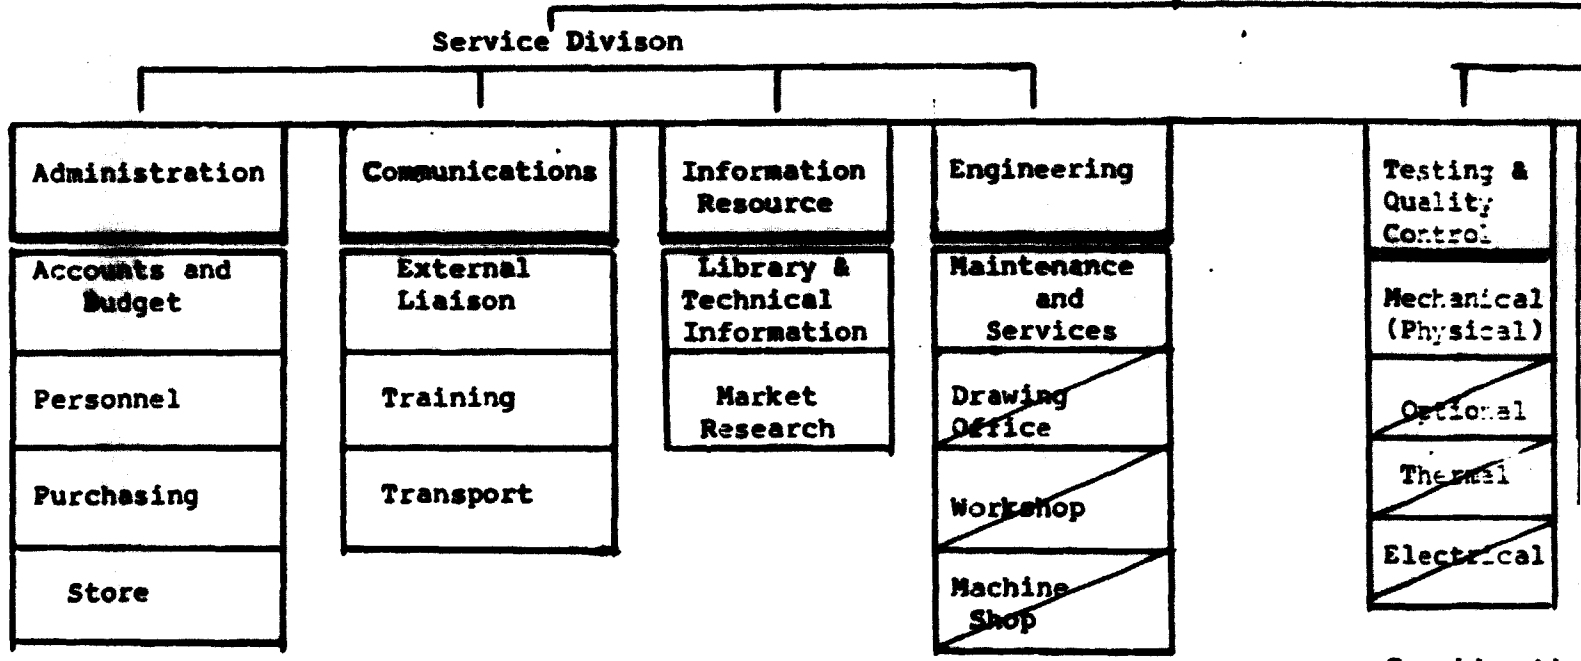 Service Divison
Administration
Accounts and
Budget
Personnel
Purchasing
Store
Communications
External
Liaison
Training
Transport
Information
Resource
Library &
Technical
Information
Market
Research
Engineering
Maintenance
and
Services
Drawing
Office
Workshop
Machine
Shop
Testing &
Quality
Control
Mechanical
(Physical)
Optional
Thermal
Electrical